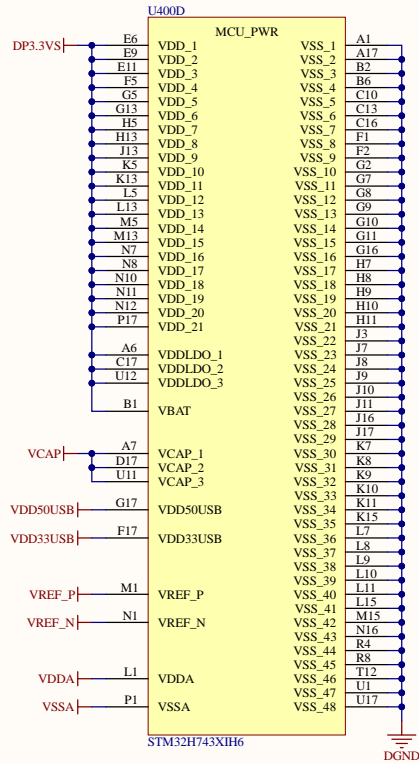 U400D
MCU_PWR
DP3.3VS E6 VDD_1 VSS_1 A1
E9 VDD_2 VSS_2 A17
E11 VDD_3 VSS_3 B2
F5 VDD_4 VSS_4 B6
G5 VDD_5 VSS_5 C10
G13 VDD_6 VSS_6 C13
H5 VDD_7 VSS_7 C16
H13 VDD_8 VSS_8 F1
J13 VDD_9 VSS_9 F2
K5 VDD_10 VSS_10 G2
K13 VDD_11 VSS_11 G7
L5 VDD_12 VSS_12 G8
L13 VDD_13 VSS_13 G9
M5 VDD_14 VSS_14 G10
M13 VDD_15 VSS_15 G11
N7 VDD_16 VSS_16 G16
N8 VDD_17 VSS_17 H7
N10 VDD_18 VSS_18 H8
N11 VDD_19 VSS_19 H9
N12 VDD_20 VSS_20 H10
P17 VDD_21 VSS_21 H11
VSS_22 J3
A6 VDDLDO_1 VSS_23 J7
C17 VDDLDO_2 VSS_24 J8
U12 VDDLDO_3 VSS_25 J9
VSS_26 J10
B1 VBAT VSS_27 J11
VSS_28 J16
VSS_29 J17
VCAP A7 VCAP_1 VSS_30 K7
D17 VCAP_2 VSS_31 K8
U11 VCAP_3 VSS_32 K9
VSS_33 K10
VDD50USB G17 VDD50USB VSS_34 K11
VSS_35 K15
VDD33USB F17 VDD33USB VSS_36 L7
VSS_37 L8
VSS_38 L9
VSS_39 L10
VREF_P M1 VREF_P VSS_40 L11
VSS_41 L15
VREF_N N1 VREF_N VSS_42 M15
VSS_43 N16
VSS_44 R4
VSS_45 R8
VDDA L1 VDDA VSS_46 T12
VSS_47 U1
VSSA P1 VSSA VSS_48 U17
STM32H743XIH6
DGND